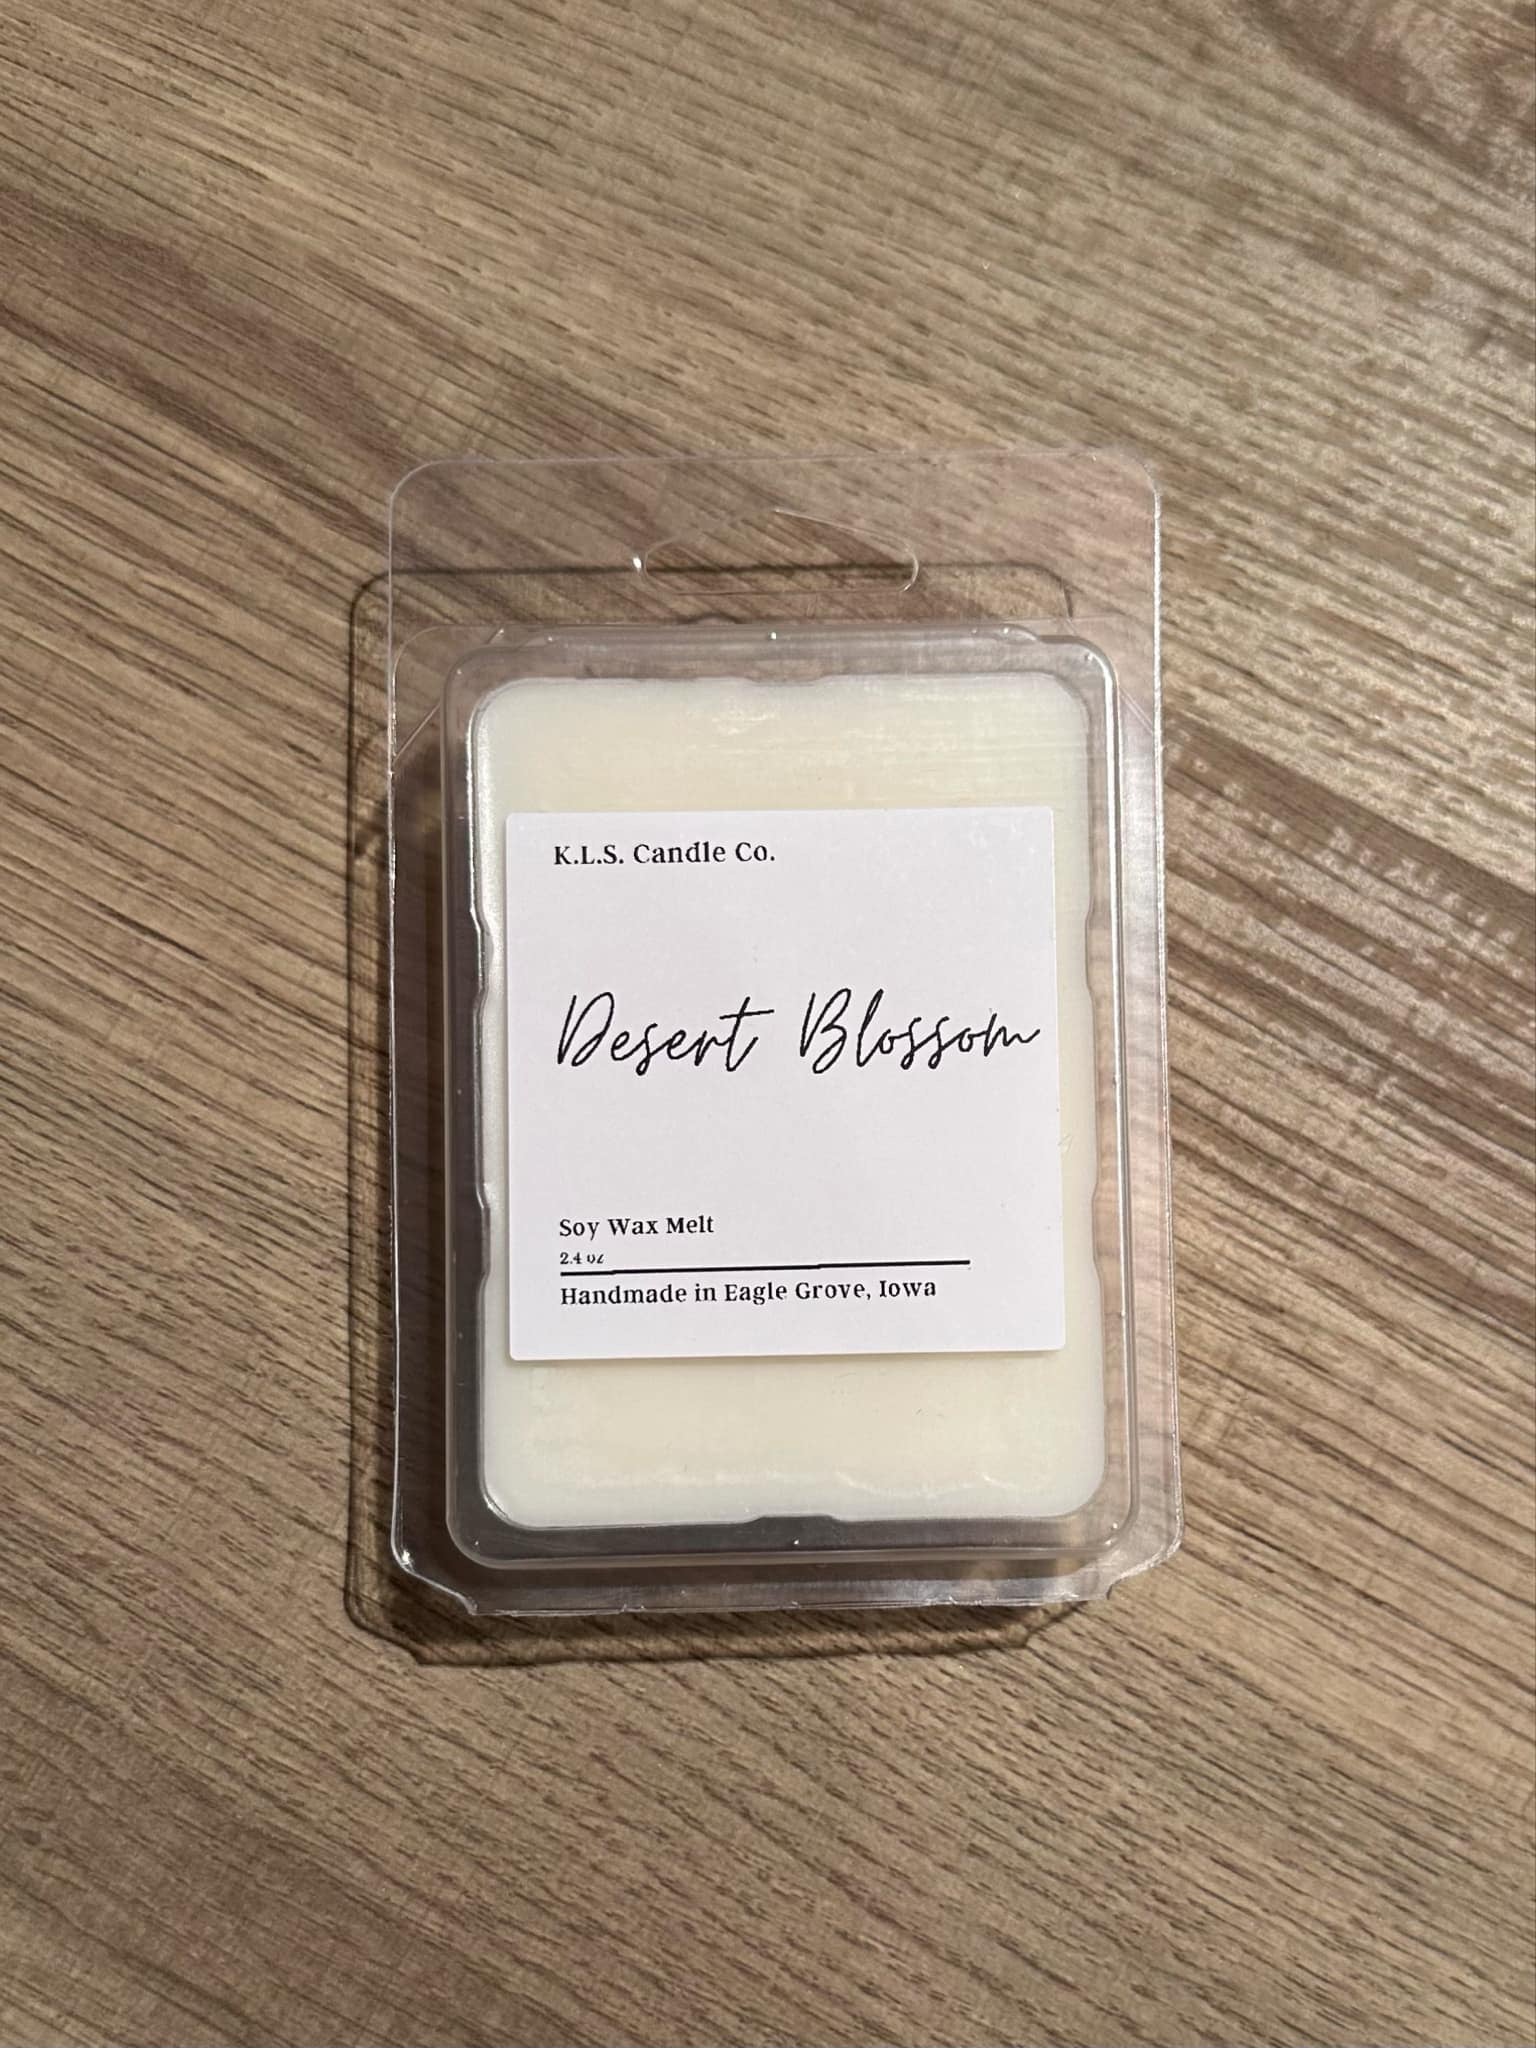 K.L.S. Candle Co.
Desert Blossom
Soy Wax Melt
2.4 oz
Handmade in Eagle Grove, Iowa